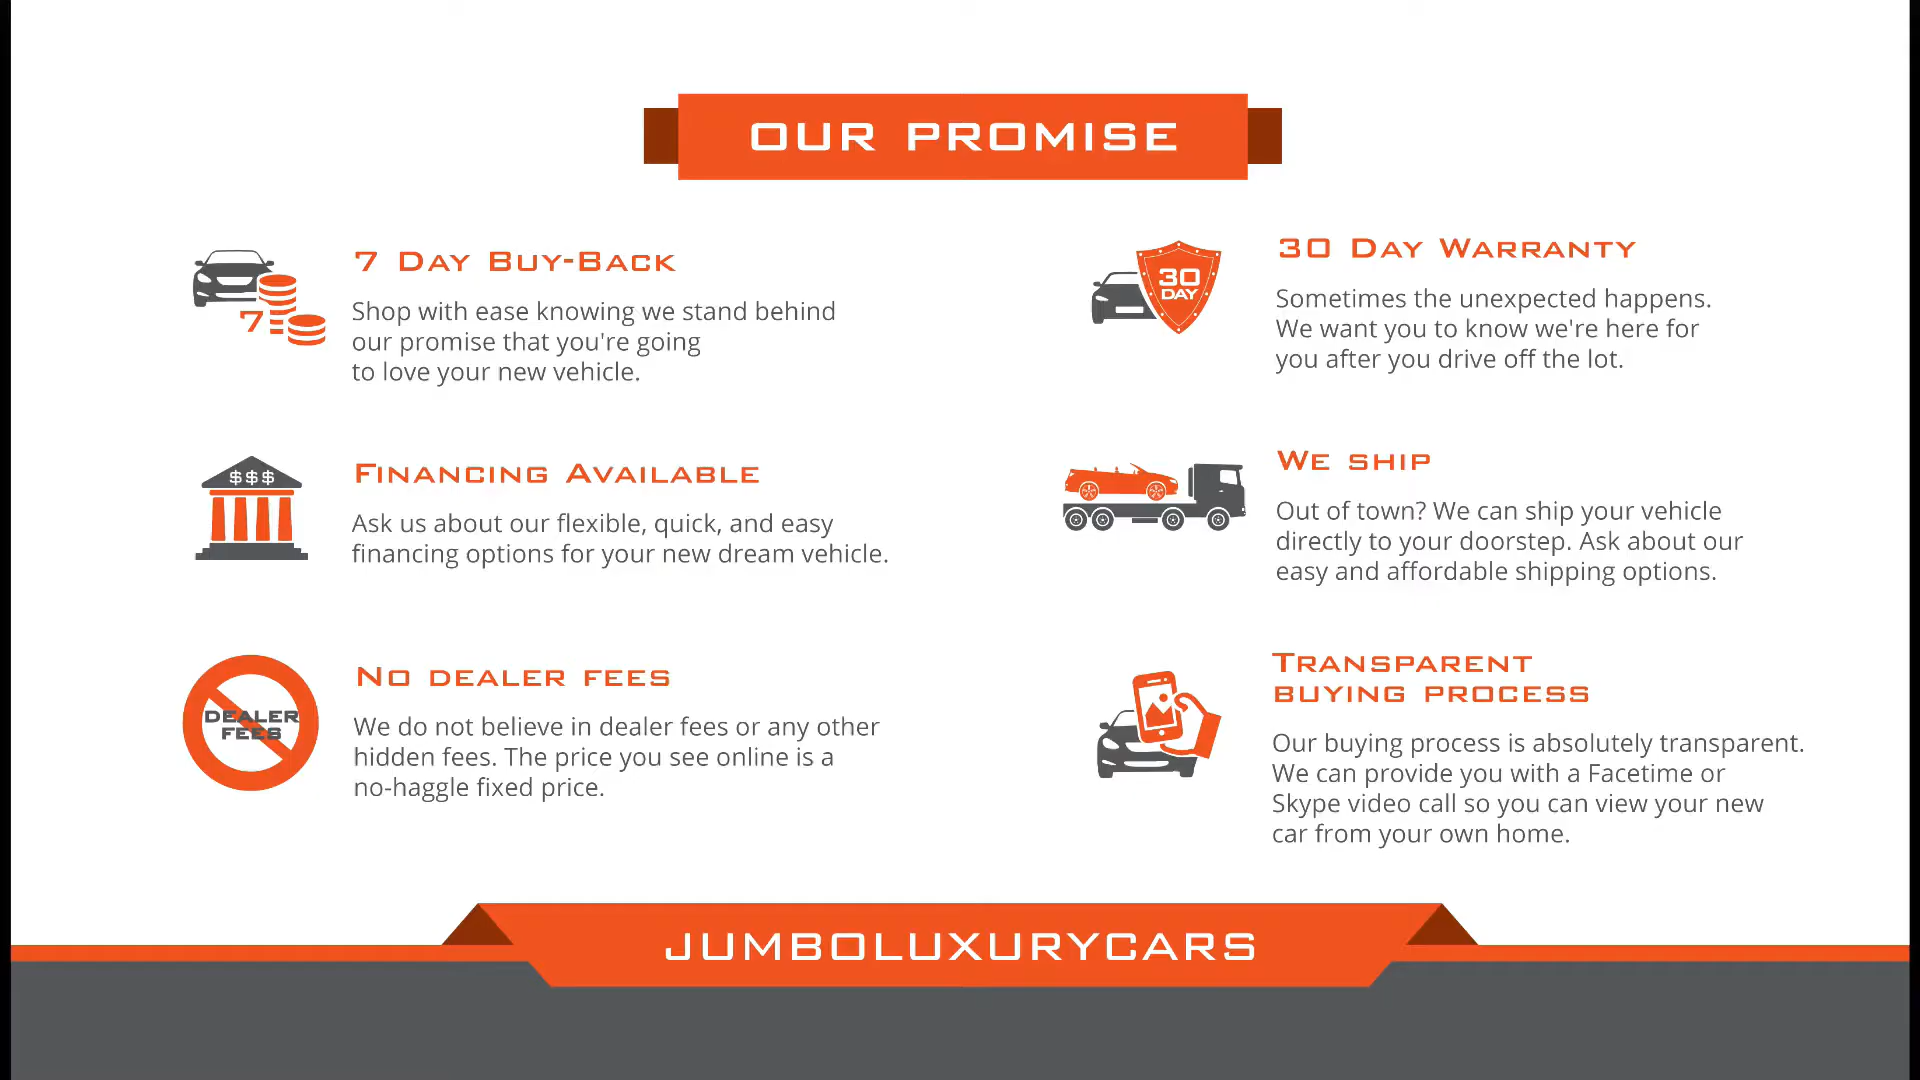 OUR PROMISE
7 DAY BUY-BACK
Shop with ease knowing we stand behind
our promise that you're going
to love your new vehicle.
7
$$$
FINANCING AVAILABLE
Ask us about our flexible, quick, and easy
financing options for your new dream vehicle.
DEALER
FEES
NO DEALER FEES
We do not believe in dealer fees or any other
hidden fees. The price you see online is a
no-haggle fixed price.
30
DAY
30 DAY WARRANTY
Sometimes the unexpected happens.
We want you to know we're here for
you after you drive off the lot.
WE SHIP
Out of town? We can ship your vehicle
directly to your doorstep. Ask about our
easy and affordable shipping options.
TRANSPARENT
BUYING PROCESS
Our buying process is absolutely transparent.
We can provide you with a Facetime or
Skype video call so you can view your new
car from your own home.
JUMBOLUXURYCARS